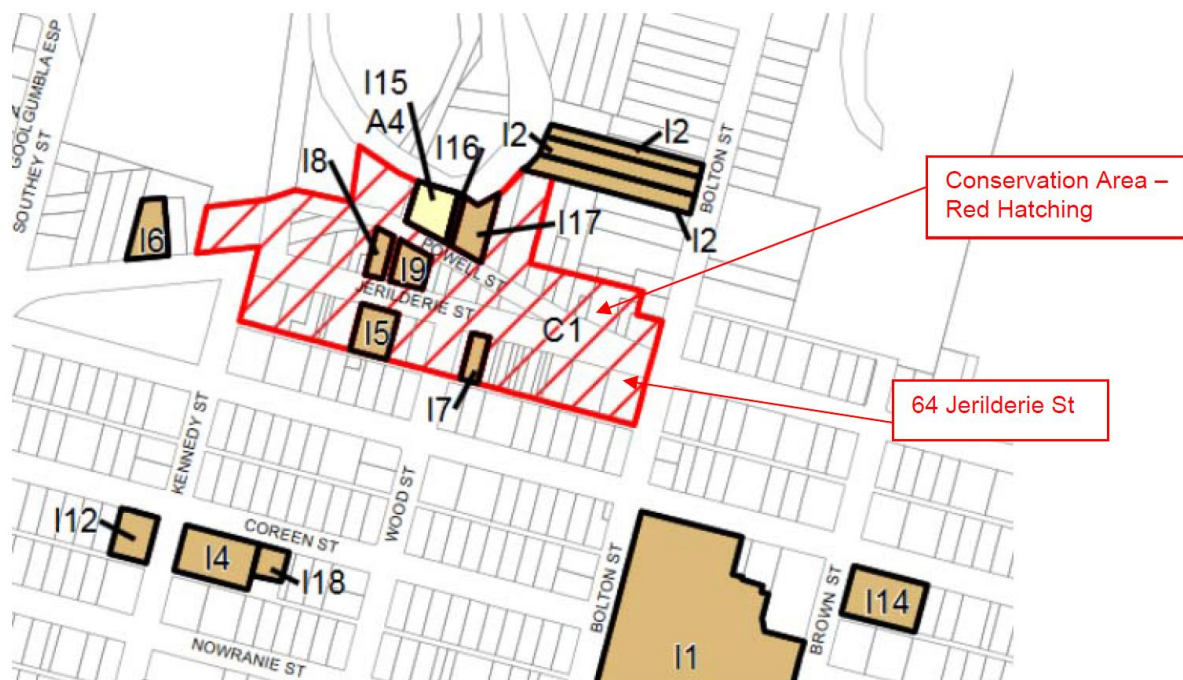 GOOLGUMBLA ESP
SOUTHEY ST
I15
A4
I16
I2
I2
I8
I17
I6
I9
POWELL ST
JERILDERIE ST
I5
C1
I7
I2
BOLTON ST
Conservation Area –
Red Hatching
64 Jerilderie St
KENNEDY ST
WOOD ST
I12
COREEN ST
I4
I18
BOLTON ST
BROWN ST
I14
NOWRANIE ST
I1